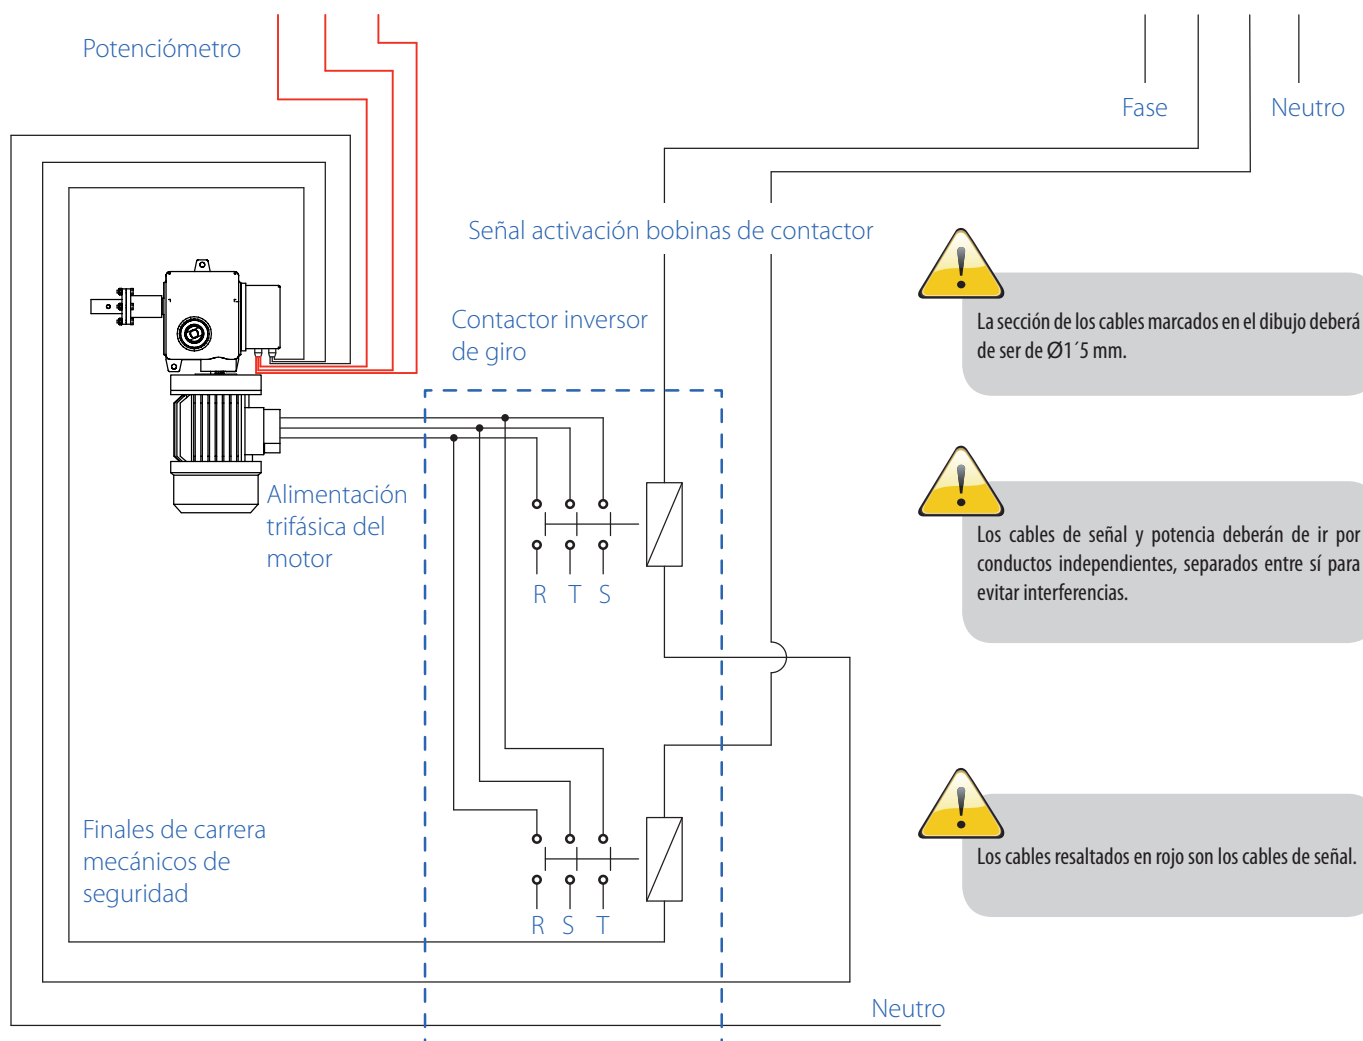 Potenciómetro
Fase
Neutro
Señal activación bobinas de contactor
Contactor inversor
de giro
La sección de los cables marcados en el dibujo deberá
de ser de Ø1´5 mm.
Alimentación
trifásica del
motor
Los cables de señal y potencia deberán de ir por
conductos independientes, separados entre sí para
evitar interferencias.
R T S
Finales de carrera
mecánicos de
seguridad
Los cables resaltados en rojo son los cables de señal.
R S T
Neutro